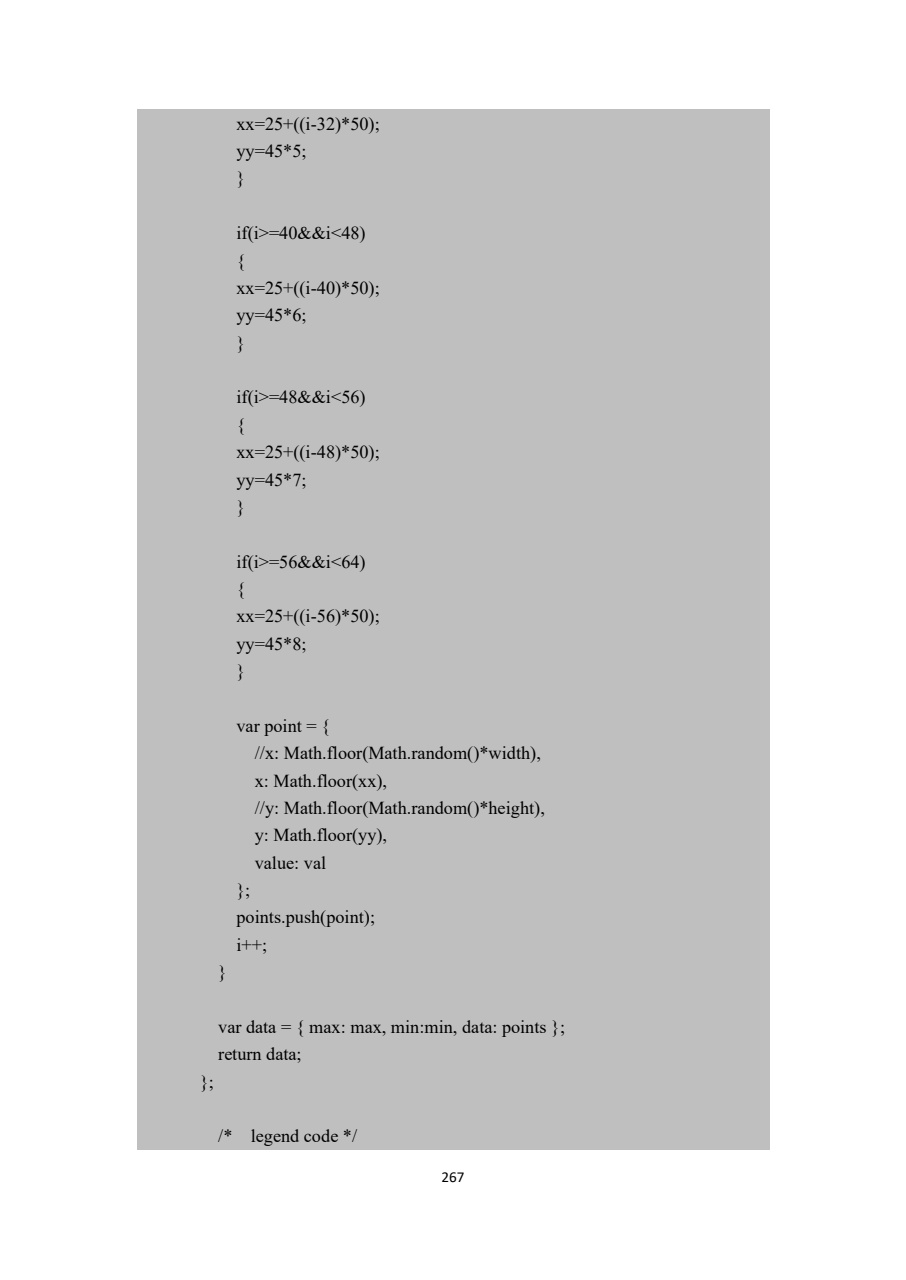 xx=25+((i-32)*50);
yy=45*5;
}
if(i>=40&&i<48)
{
xx=25+((i-40)*50);
yy=45*6;
}
if(i>=48&&i<56)
{
xx=25+((i-48)*50);
yy=45*7;
}
if(i>=56&&i<64)
{
xx=25+((i-56)*50);
yy=45*8;
}
var point = {
//x: Math.floor(Math.random()*width),
x: Math.floor(xx),
//y: Math.floor(Math.random()*height),
y: Math.floor(yy),
value: val
};
points.push(point);
i++;
}
var data = { max: max, min:min, data: points };
return data;
};
/* legend code */
267